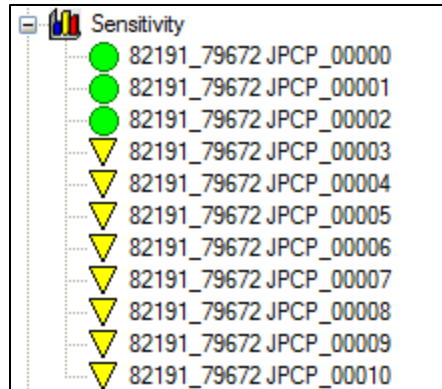 Sensitivity
82191_79672 JPCP_00000
82191_79672 JPCP_00001
82191_79672 JPCP_00002
82191_79672 JPCP_00003
82191_79672 JPCP_00004
82191_79672 JPCP_00005
82191_79672 JPCP_00006
82191_79672 JPCP_00007
82191_79672 JPCP_00008
82191_79672 JPCP_00009
82191_79672 JPCP_00010